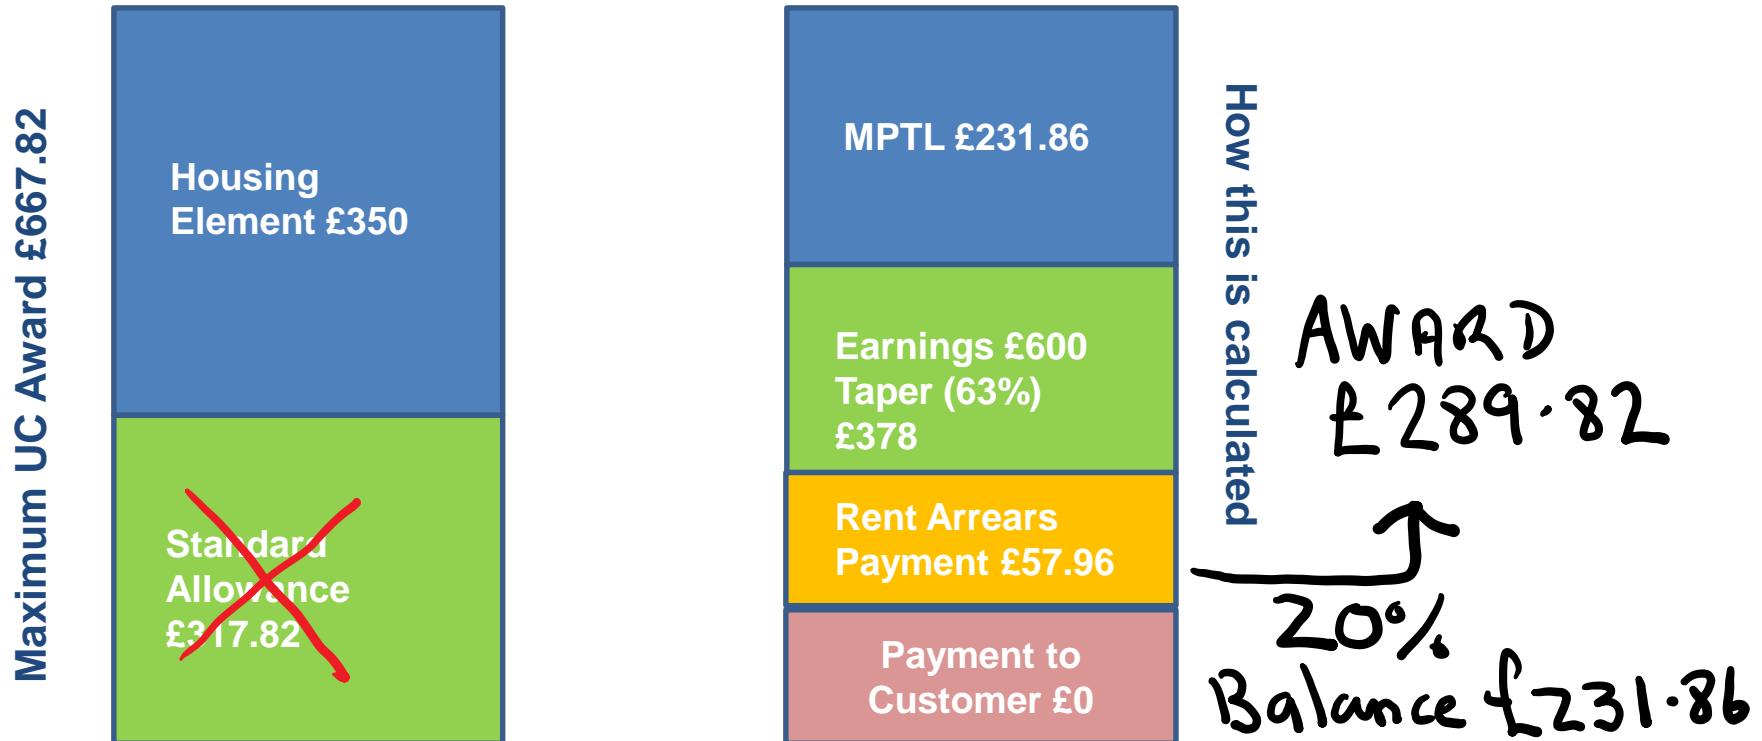 Maximum UC Award £667.82
Housing
Element £350
Standard
Allowance
£317.82
MPTL £231.86
Earnings £600
Taper (63%)
£378
Rent Arrears
Payment £57.96
Payment to
Customer £0
How this is calculated
AWARD
£289.82
20%
Balance £231.86